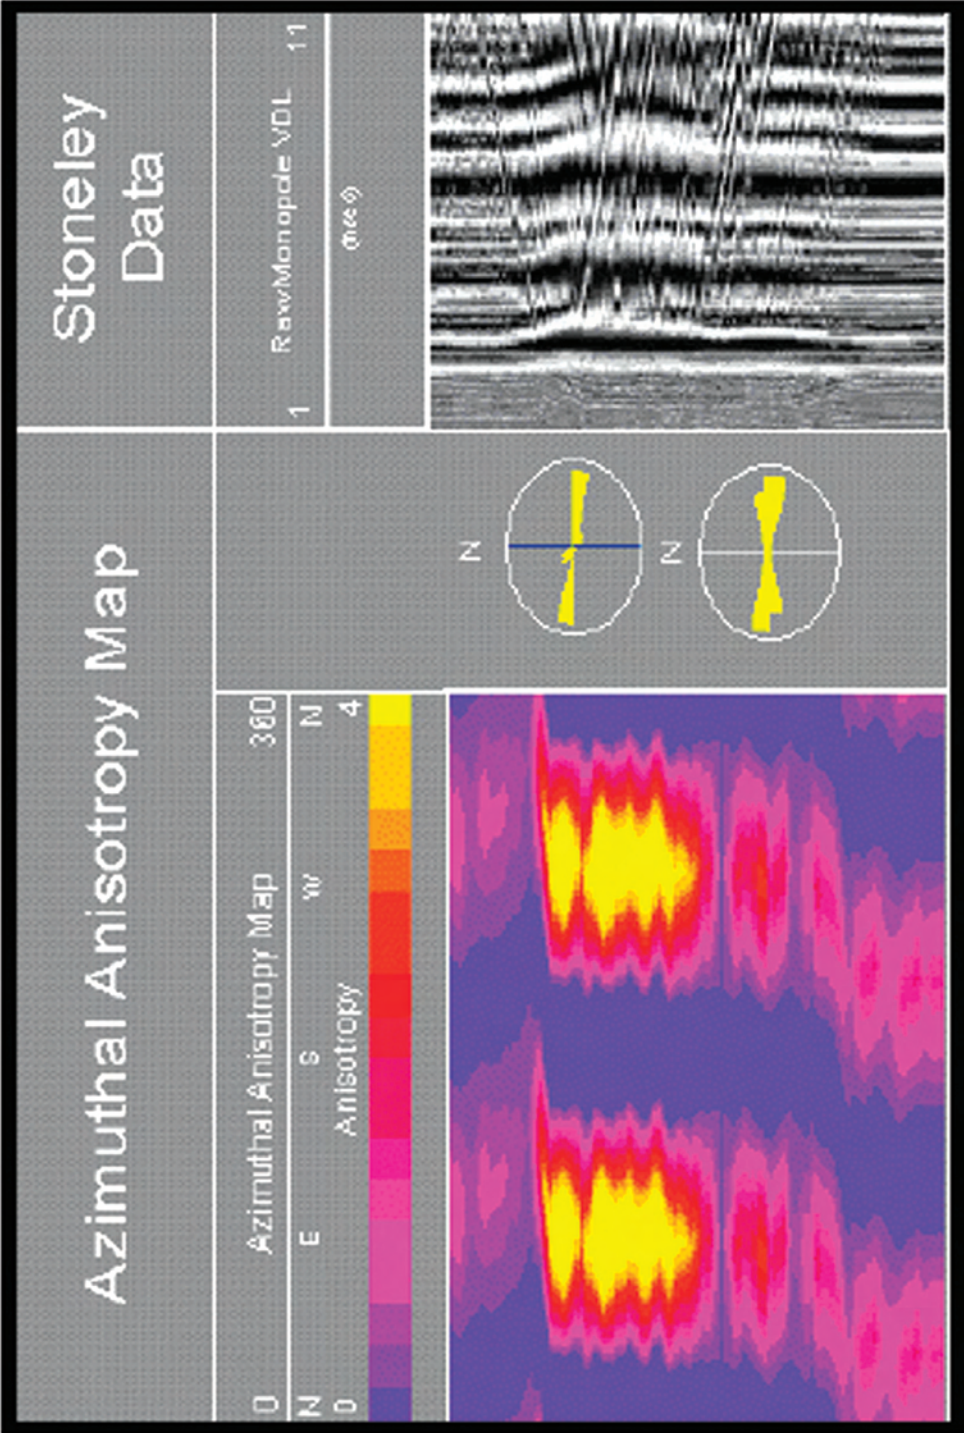 Azimuthal Anisotropy Map
0 Azimuthal Anisotropy Map 360
N E S W N
0 Anisotropy 4
N
N
Stoneley
Data
1 RawMonopole VDL 11